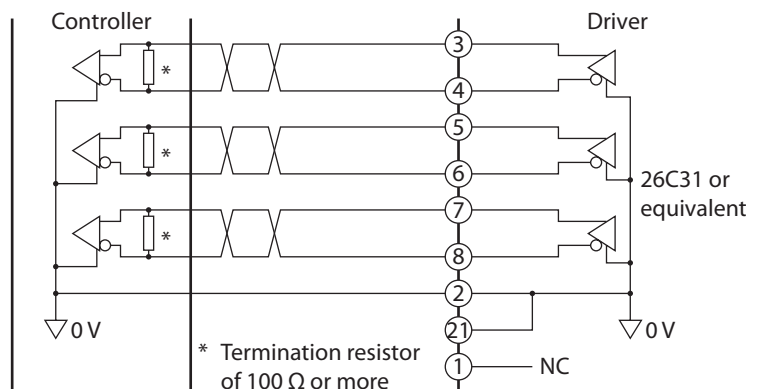 Controller
Driver
3
*
4
5
*
6
26C31 or
equivalent
7
*
8
2
0 V
21
0 V
* Termination resistor
of 100 Ω or more
1
NC